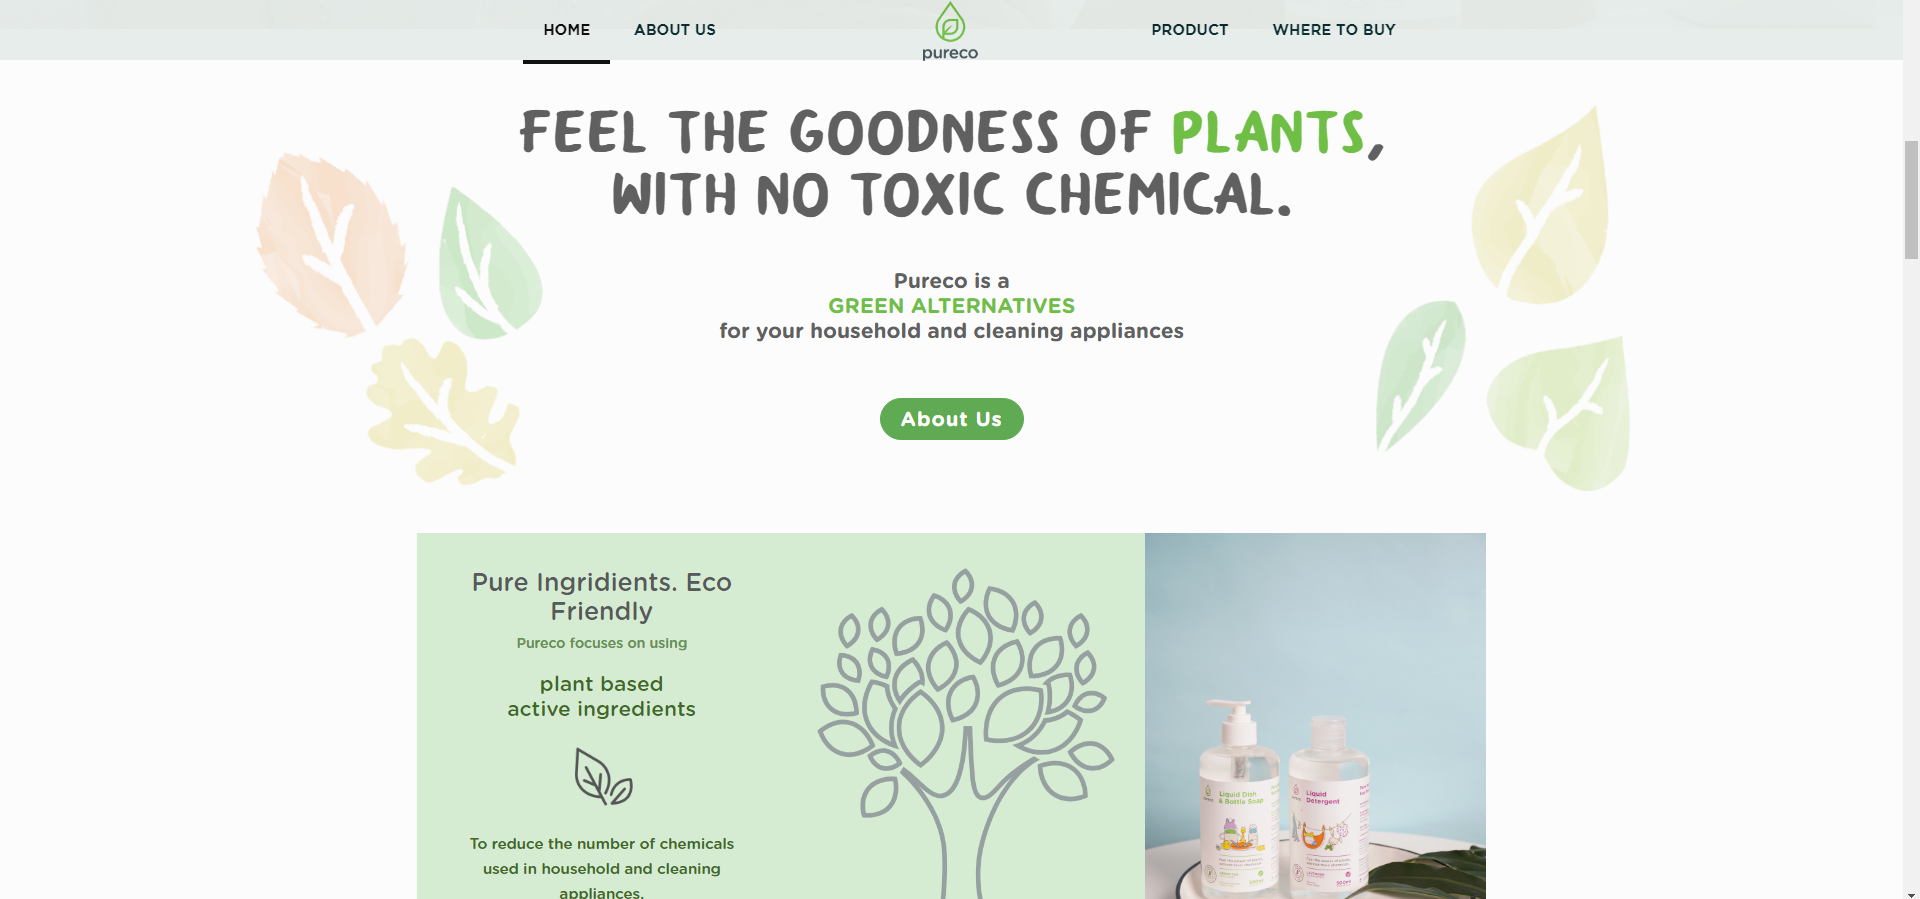 HOME
ABOUT US
pureco
PRODUCT
WHERE TO BUY
FEEL THE GOODNESS OF PLANTS,
WITH NO TOXIC CHEMICAL.
Pureco is a
GREEN ALTERNATIVES
for your household and cleaning appliances
About Us
Pure Ingridients. Eco
Friendly
Pureco focuses on using
plant based
active ingredients
To reduce the number of chemicals
used in household and cleaning
appliances.
Liquid Dish
& Bottle Soap
Liquid
Detergent